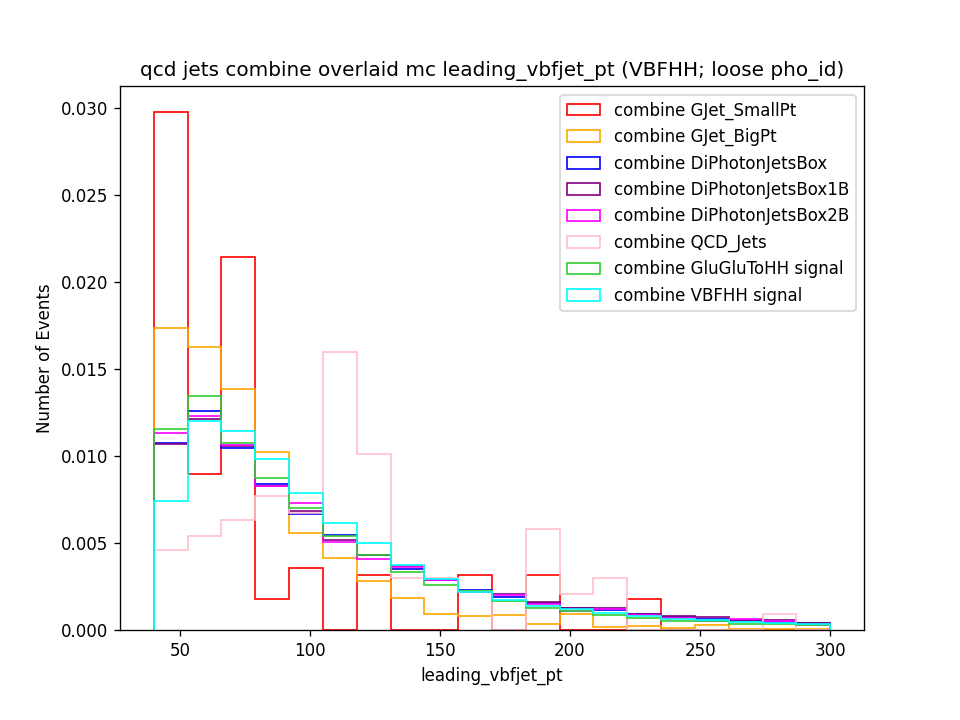 qcd jets combine overlaid mc leading_vbfjet_pt (VBFHH; loose pho_id)
combine GJet_SmallPt
combine GJet_BigPt
combine DiPhotonJetsBox
combine DiPhotonJetsBox1B
combine DiPhotonJetsBox2B
combine QCD_Jets
combine GluGluToHH signal
combine VBFHH signal
Number of Events
0.030
0.025
0.020
0.015
0.010
0.005
0.000
50
100
150
200
250
300
leading_vbfjet_pt